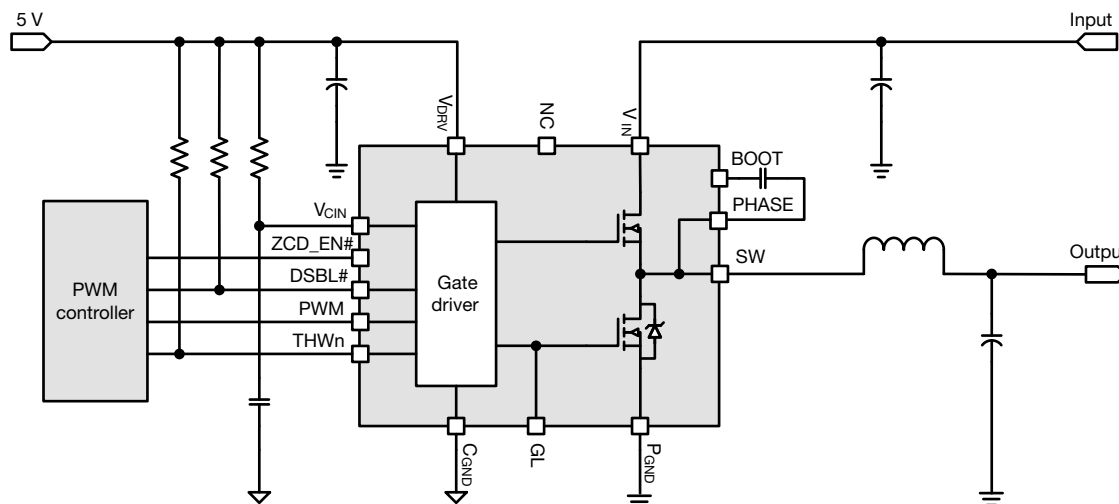 5 V
Input
VDRV
NC
VIN
BOOT
PHASE
VCIN
ZCD_EN#
SW
Output
DSBL#
PWM
controller
Gate
driver
PWM
THWn
CGND
GL
PGND